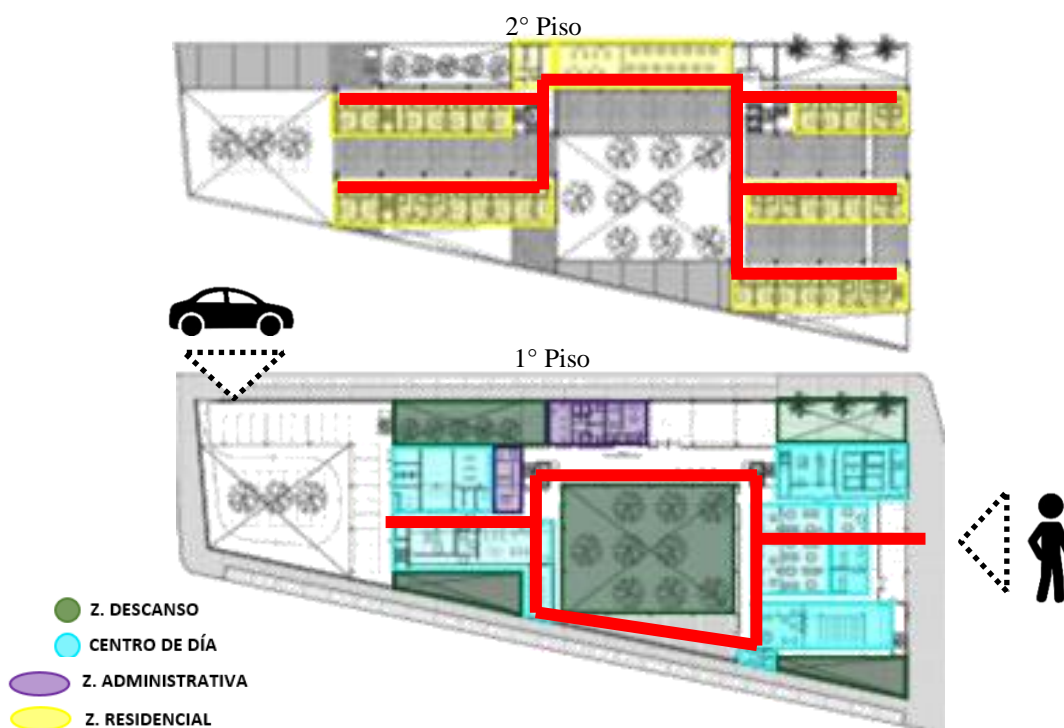 2° Piso
1° Piso
Z. DESCANSO
CENTRO DE DÍA
Z. ADMINISTRATIVA
Z. RESIDENCIAL